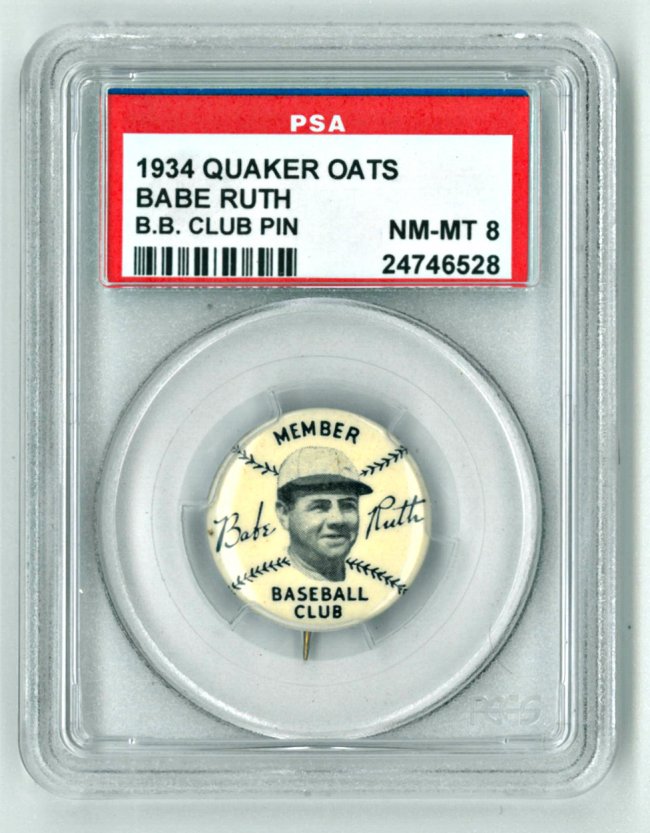 PSA
1934 QUAKER OATS
BABE RUTH
B.B. CLUB PIN
NM-MT 8
24746528
MEMBER
Babe Ruth
BASEBALL
CLUB